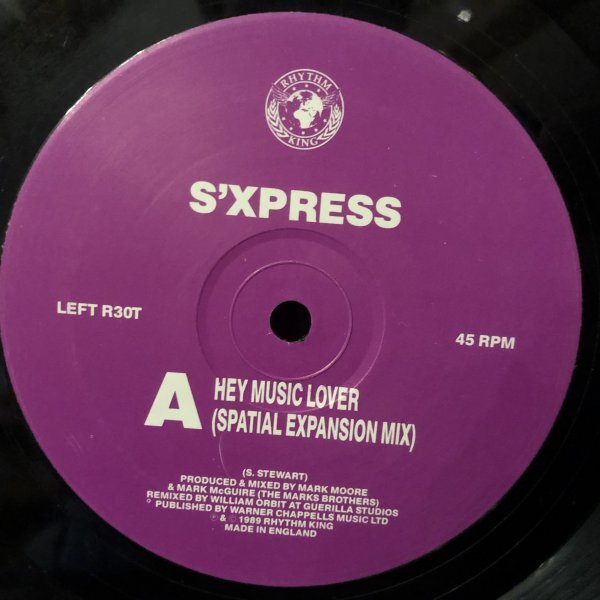 RHYTHM
KING
S'XPRESS
LEFT R30T
45 RPM
A
HEY MUSIC LOVER
(SPATIAL EXPANSION MIX)
(S. STEWART)
PRODUCED & MIXED BY MARK MOORE
& MARK McGUIRE (THE MARKS BROTHERS)
REMIXED BY WILLIAM ORBIT AT GUERILLA STUDIOS
° PUBLISHED BY WARNER CHAPPELLS MUSIC LTD
℗ & © 1989 RHYTHM KING
MADE IN ENGLAND